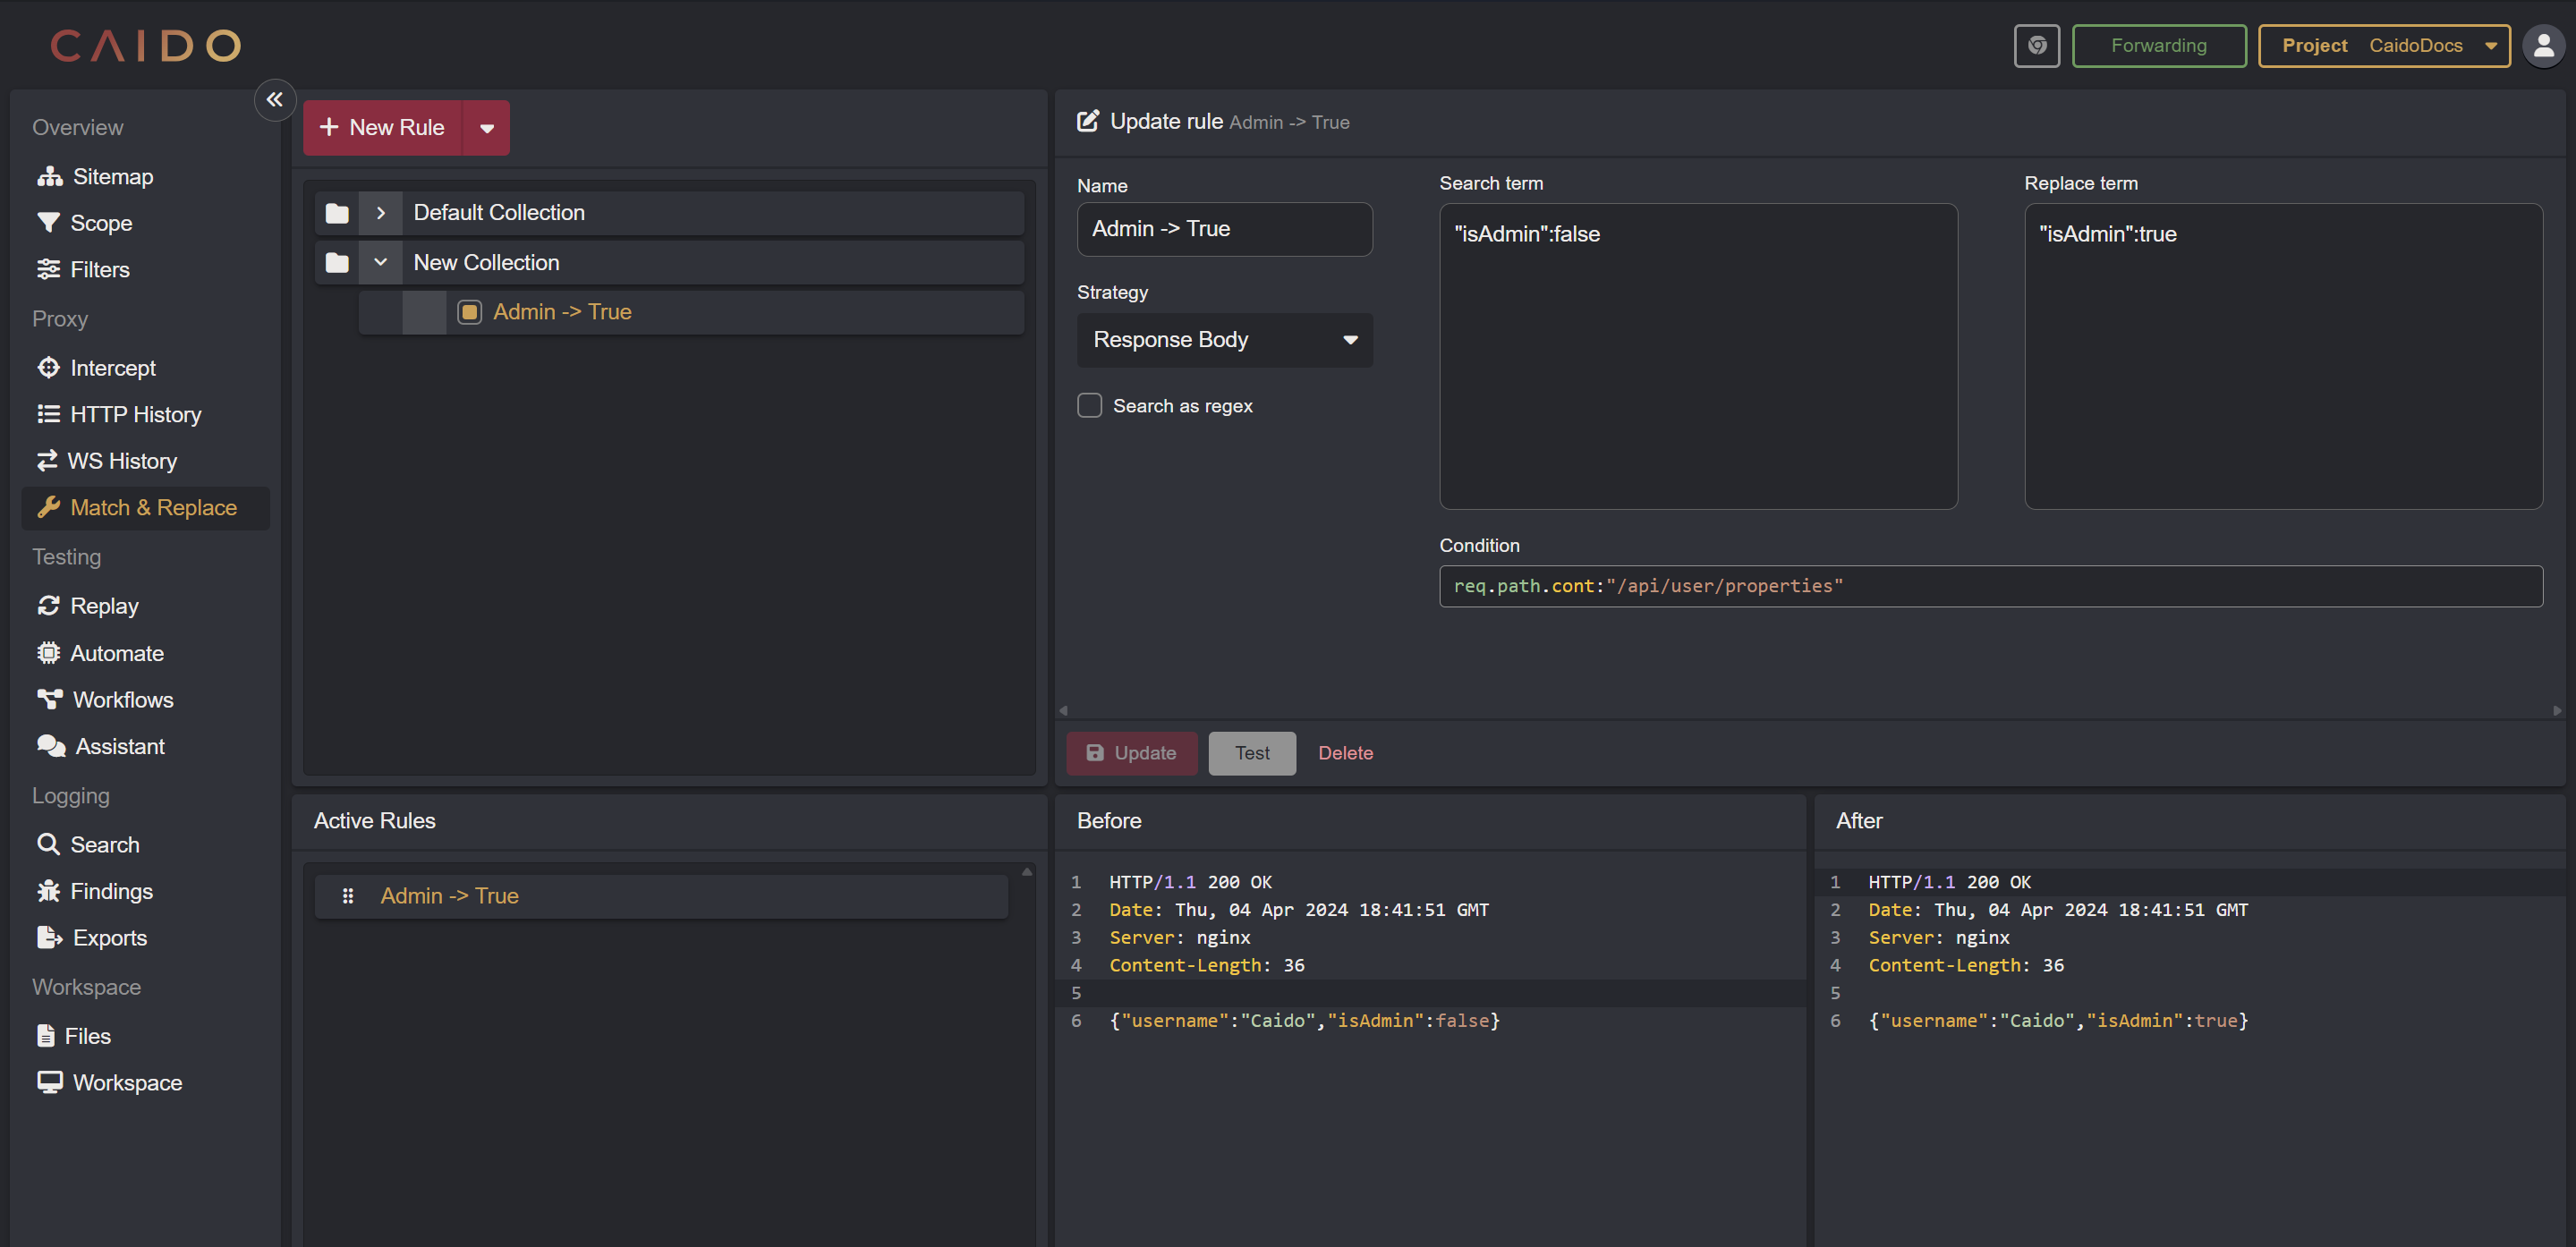 CAIDO
Forwarding
Project CaidoDocs
Overview
Sitemap
Scope
Filters
Proxy
Intercept
HTTP History
WS History
Match & Replace
Testing
Replay
Automate
Workflows
Assistant
Logging
Search
Findings
Exports
Workspace
Files
Workspace
New Rule
Default Collection
New Collection
Admin -> True
Update rule Admin -> True
Name
Admin -> True
Strategy
Response Body
Search as regex
Search term
"isAdmin":false
Replace term
"isAdmin":true
Condition
req.path.cont:"/api/user/properties"
Update Test Delete
Active Rules
Admin -> True
Before
1 HTTP/1.1 200 OK
2 Date: Thu, 04 Apr 2024 18:41:51 GMT
3 Server: nginx
4 Content-Length: 36
5
6 {"username":"Caido","isAdmin":false}
After
1 HTTP/1.1 200 OK
2 Date: Thu, 04 Apr 2024 18:41:51 GMT
3 Server: nginx
4 Content-Length: 36
5
6 {"username":"Caido","isAdmin":true}